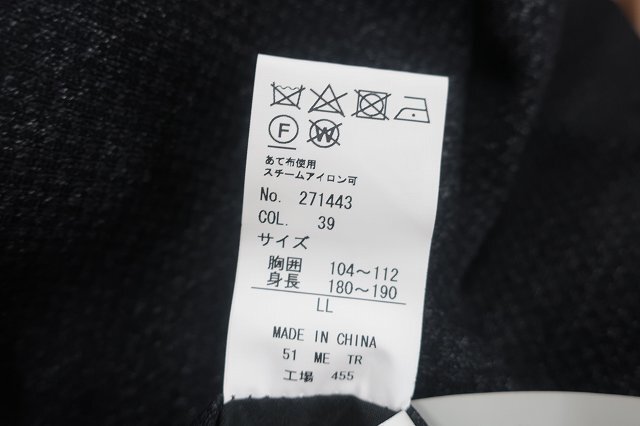 F W
あて布使用
スチームアイロン可
No. 271443
COL. 39
サイズ
胸囲 104～112
身長 180～190
LL
MADE IN CHINA
51 ME TR
工場 455